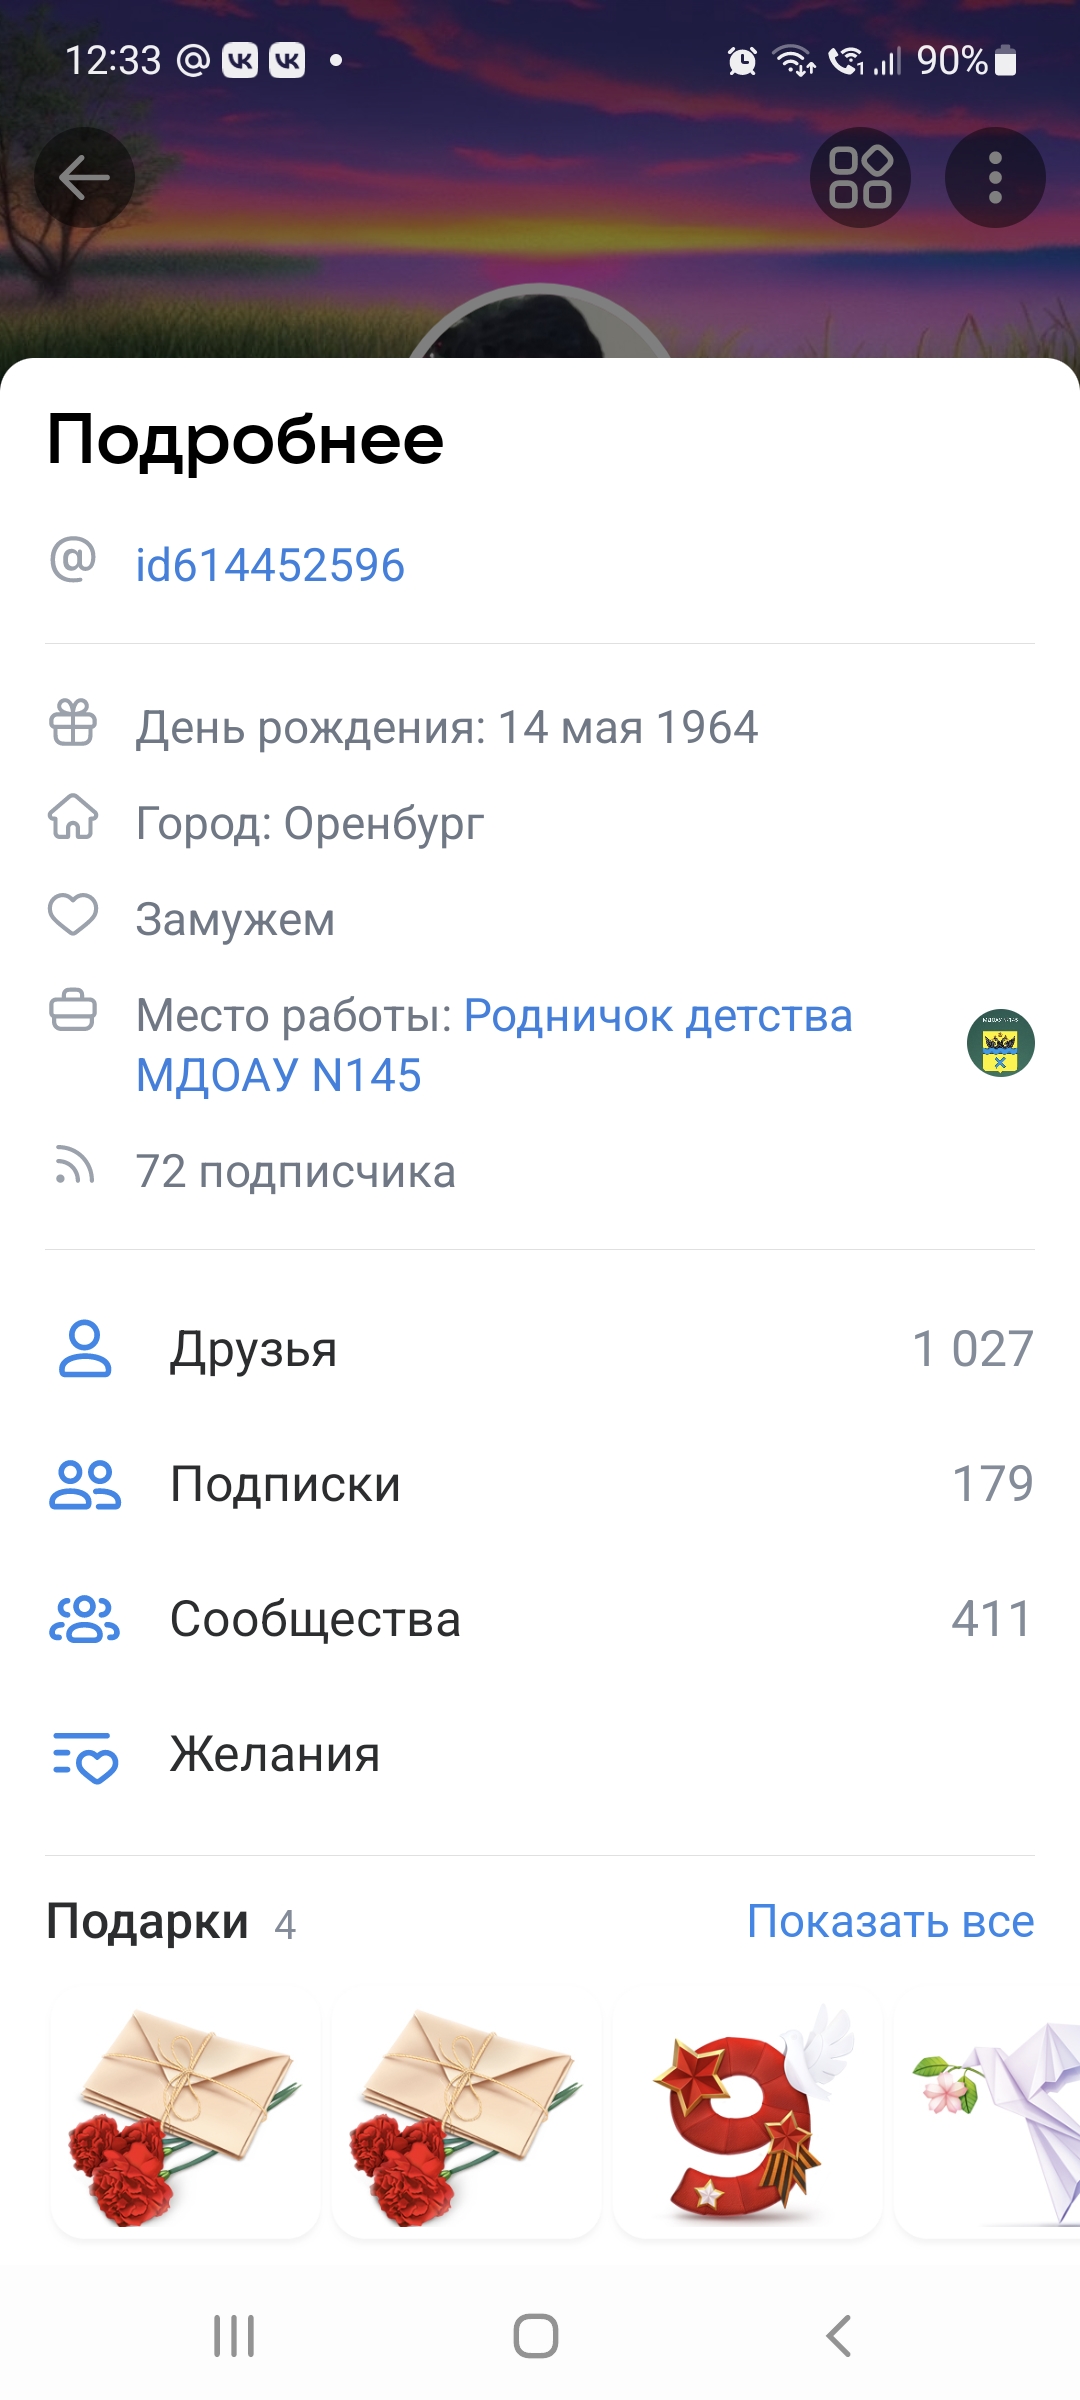 12:33
90%
Подробнее
id614452596
День рождения: 14 мая 1964
Город: Оренбург
Замужем
Место работы: Родничок детства
МДОАУ N145
72 подписчика
Друзья 1 027
Подписки 179
Сообщества 411
Желания
Подарки 4 Показать все